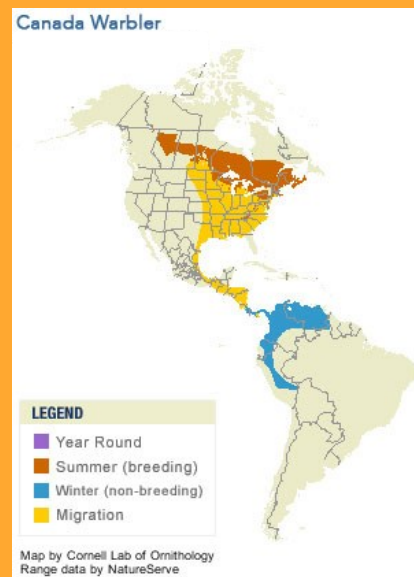 Canada Warbler
LEGEND
Year Round
Summer (breeding)
Winter (non-breeding)
Migration
Map by Cornell Lab of Ornithology
Range data by NatureServe